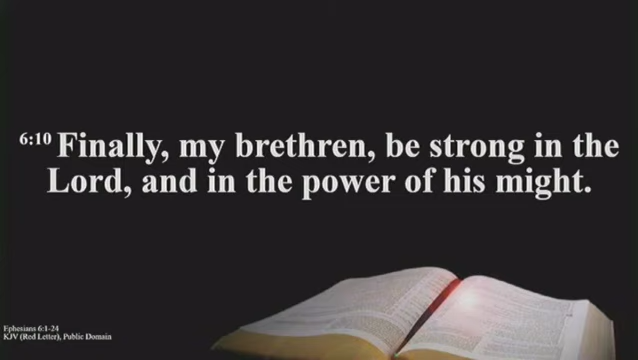 6:10 Finally, my brethren, be strong in the
Lord, and in the power of his might.
Ephesians 6:1-24
KJV (Red Letter), Public Domain